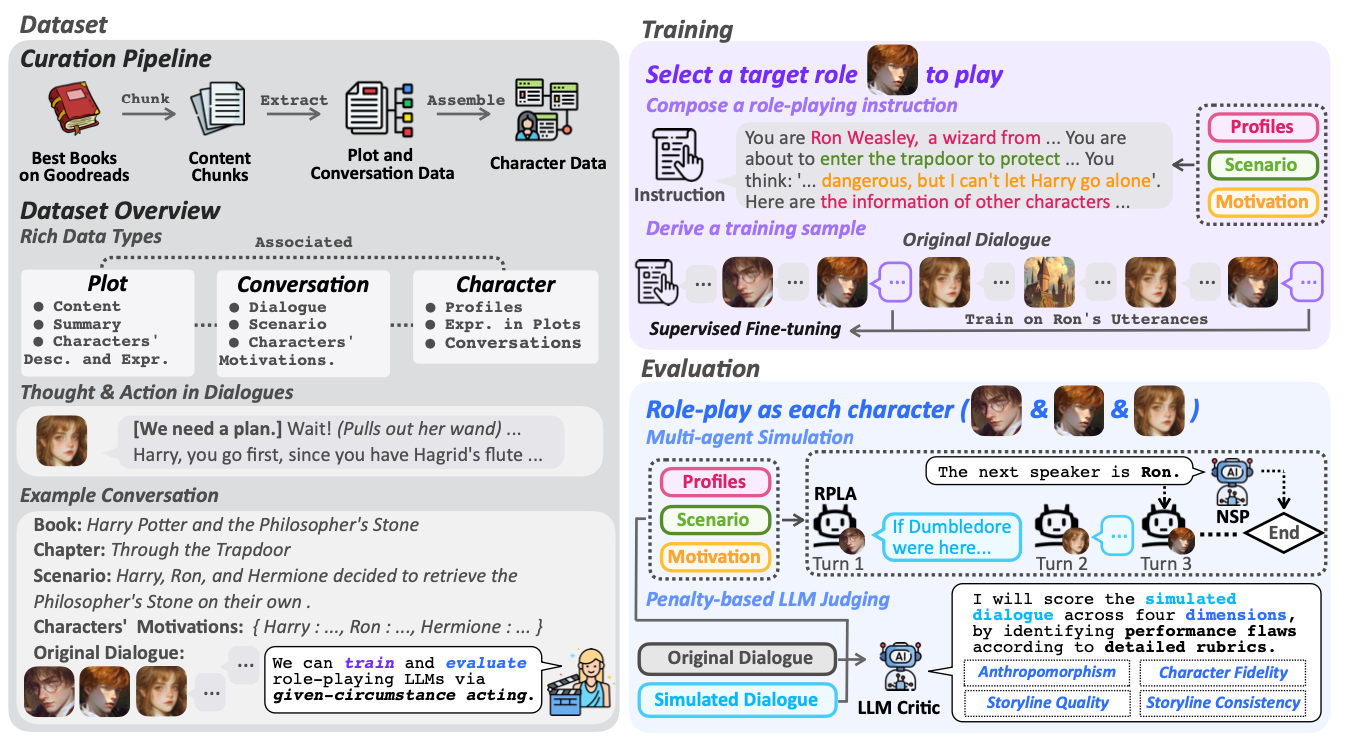 Dataset
Curation Pipeline
Chunk
Extract
Assemble
Best Books
on Goodreads
Content
Chunks
Plot and
Conversation Data
Character Data
Dataset Overview
Rich Data Types
Associated
Plot
● Content
● Summary
● Characters'
Desc. and Expr.
Conversation
● Dialogue
● Scenario
● Characters'
Motivations.
Character
● Profiles
● Expr. in Plots
● Conversations
Thought & Action in Dialogues
[We need a plan.] Wait! (Pulls out her wand) ...
Harry, you go first, since you have Hagrid's flute ...
Example Conversation
Book: Harry Potter and the Philosopher's Stone
Chapter: Through the Trapdoor
Scenario: Harry, Ron, and Hermione decided to retrieve the
Philosopher's Stone on their own .
Characters' Motivations: { Harry : ..., Ron : ..., Hermione : ... }
Original Dialogue:
...
...
We can train and evaluate
role-playing LLMs via
given-circumstance acting.
Training
Select a target role to play
Compose a role-playing instruction
Instruction
You are Ron Weasley, a wizard from ... You are
about to enter the trapdoor to protect ... You
think: '... dangerous, but I can't let Harry go alone'.
Here are the information of other characters ...
Profiles
Scenario
Motivation
Derive a training sample
Original Dialogue
... ... ... ... ... ... ...
Supervised Fine-tuning
Train on Ron's Utterances
Evaluation
Role-play as each character ( & & )
Multi-agent Simulation
Profiles
Scenario
Motivation
The next speaker is Ron.
AI
NSP
RPLA
If Dumbledore
were here...
...
Turn 1
Turn 2
Turn 3
End
Penalty-based LLM Judging
Original Dialogue
Simulated Dialogue
AI
LLM Critic
I will score the simulated
dialogue across four dimensions,
by identifying performance flaws
according to detailed rubrics.
Anthropomorphism
Character Fidelity
Storyline Quality
Storyline Consistency